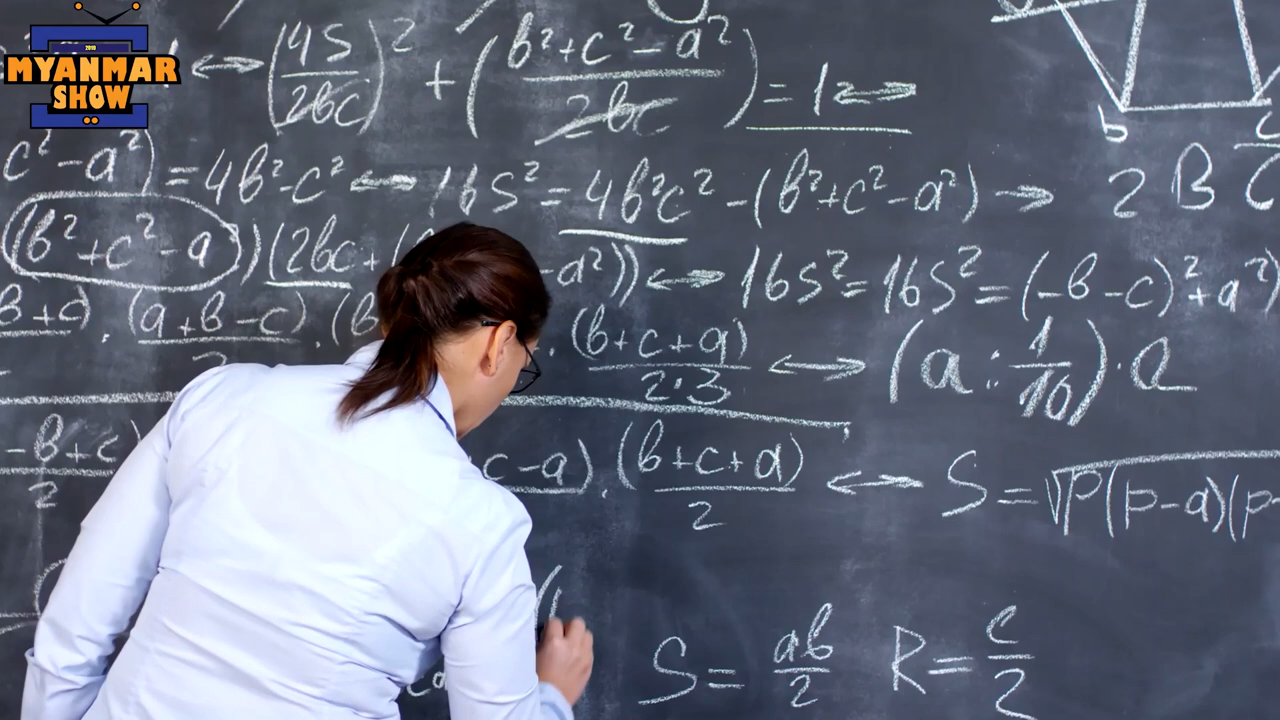 2019
MYANMAR
SHOW
↔ (4S/2bc)² + (b²+c²-a²/2bc) = 1 ↔
b c
c²-a²) = 4b²-c² ↔ 16S² = 4b²c² - (b²+c²-a²) → 2 B C
(b²+c²-a))(2bc+ -a²)) ↔ 16S² = 16S² = (-b-c)²+a²)
b+c) · (a+b-c) · (b · (b+c+a)/2·3 ↔ (a : 1/10) · a
-b+c)/2 c-a) · (b+c+a)/2 ↔ S = √p(p-a)(p-
(
S = ab/2 R = c/2